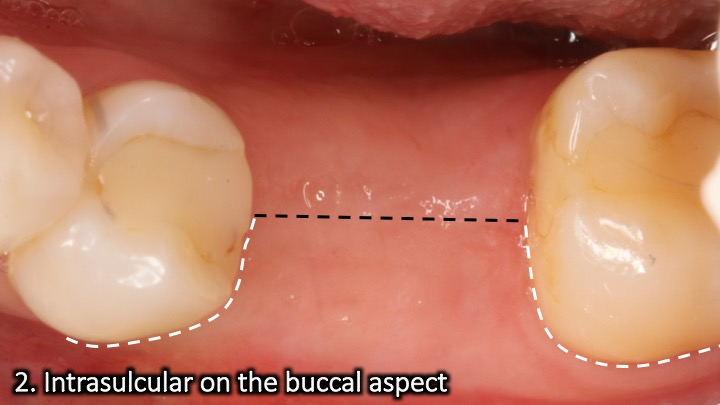 2. Intrasulcular on the buccal aspect